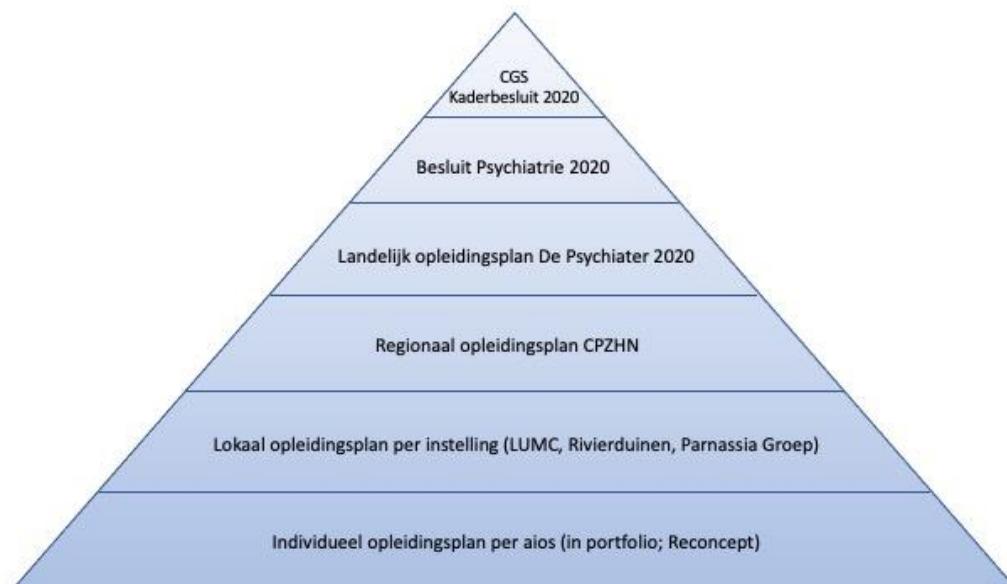 CGS
Kaderbesluit 2020
Besluit Psychiatrie 2020
Landelijk opleidingsplan De Psychiater 2020
Regionaal opleidingsplan CPZHN
Lokaal opleidingsplan per instelling (LUMC, Rivierduinen, Parnassia Groep)
Individueel opleidingsplan per aios (in portfolio; Reconcept)